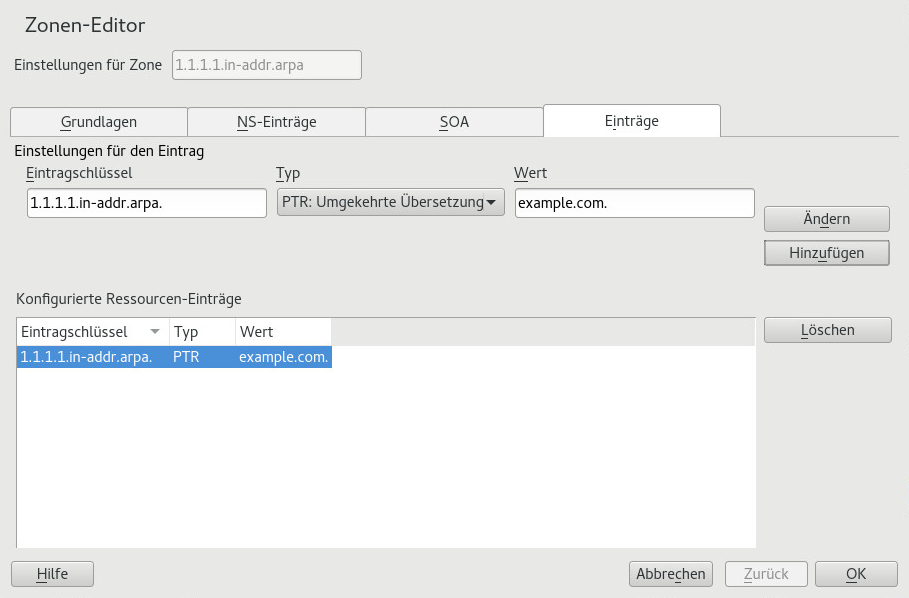 Zonen-Editor
Einstellungen für Zone 1.1.1.1.in-addr.arpa
Grundlagen NS-Einträge SOA Einträge
Einstellungen für den Eintrag
Eintragschlüssel Typ Wert
1.1.1.1.in-addr.arpa. PTR: Umgekehrte Übersetzung example.com.
Ändern
Hinzufügen
Konfigurierte Ressourcen-Einträge
Eintragschlüssel Typ Wert Löschen
1.1.1.1.in-addr.arpa. PTR example.com.
Hilfe Abbrechen Zurück OK